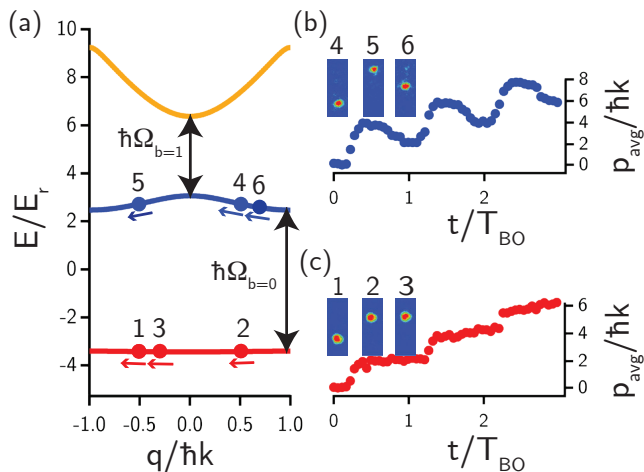 (a)
E/E_r
10
8
6
4
2
0
-2
-4
ħΩ_b=1
5 4 6
ħΩ_b=0
1 3 2
-1.0 -0.5 0.0 0.5 1.0
q/ħk
(b)
4 5 6
8
6
4
2
0
p_avg/ħk
0 1 2
t/T_BO
(c)
1 2 3
6
4
2
0
p_avg/ħk
0 1 2
t/T_BO